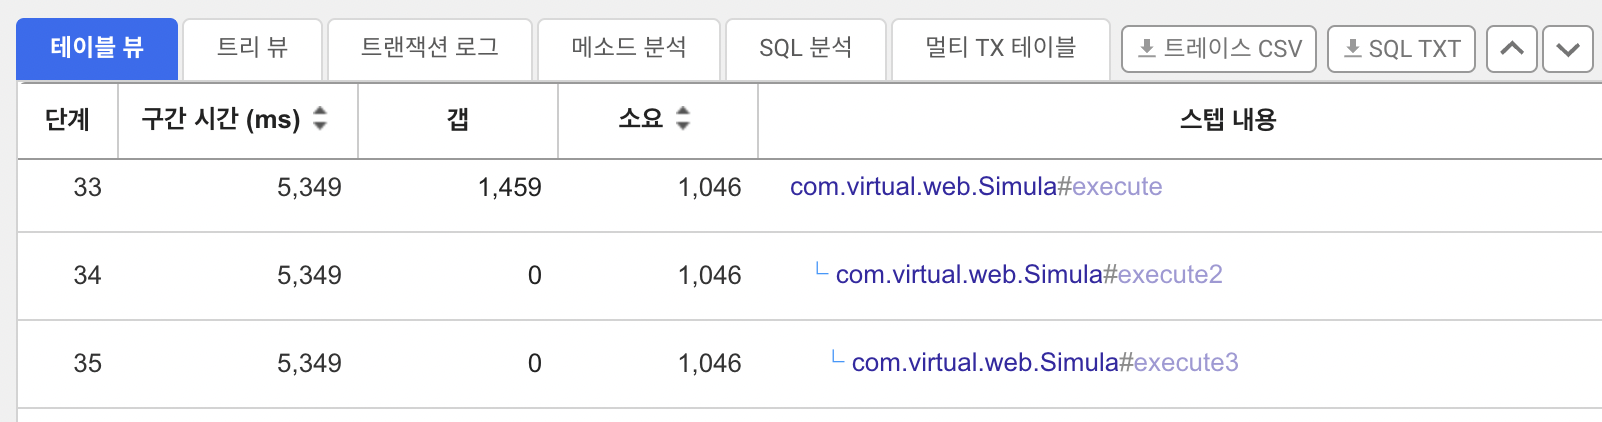 테이블 뷰 트리 뷰 트랜잭션 로그 메소드 분석 SQL 분석 멀티 TX 테이블 트레이스 CSV SQL TXT
단계 구간 시간 (ms) 갭 소요 스텝 내용
33 5,349 1,459 1,046 com.virtual.web.Simula#execute
34 5,349 0 1,046 com.virtual.web.Simula#execute2
35 5,349 0 1,046 com.virtual.web.Simula#execute3